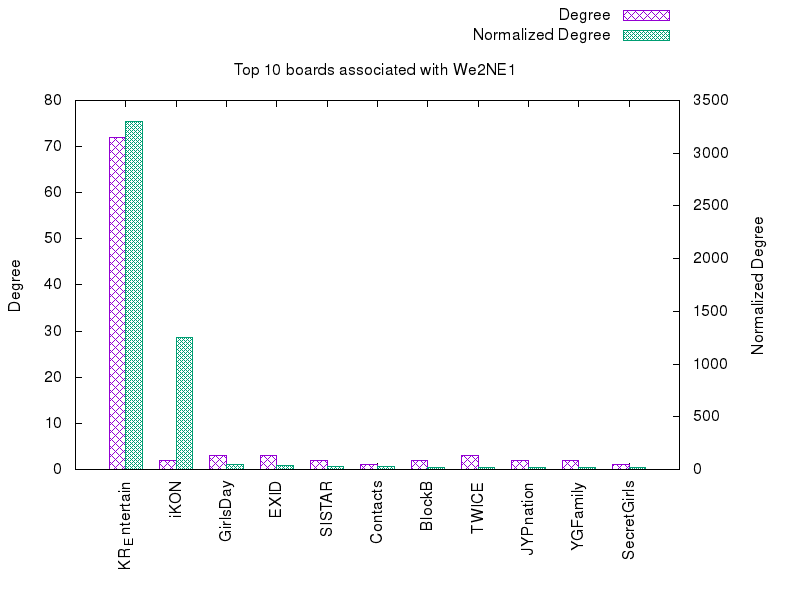 Degree
Normalized Degree
Top 10 boards associated with We2NE1
80
70
60
50
40
30
20
10
0
3500
3000
2500
2000
1500
1000
500
0
Degree
Normalized Degree
KREntertain
iKON
GirlsDay
EXID
SISTAR
Contacts
BlockB
TWICE
JYPnation
YGFamily
SecretGirls